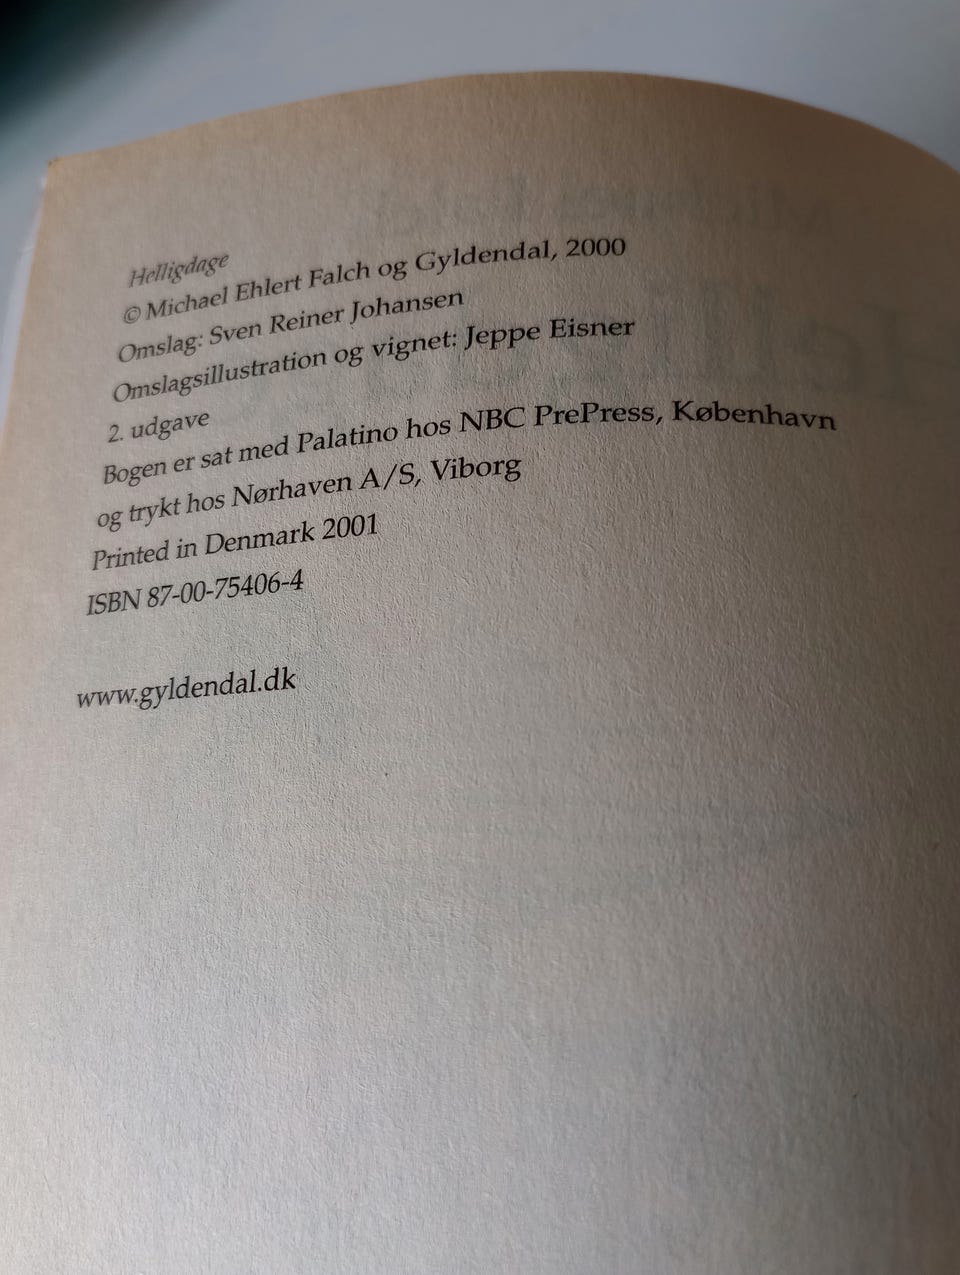 Helligdage
© Michael Ehlert Falch og Gyldendal, 2000
Omslag: Sven Reiner Johansen
Omslagsillustration og vignet: Jeppe Eisner
2. udgave
Bogen er sat med Palatino hos NBC PrePress, København
og trykt hos Nørhaven A/S, Viborg
Printed in Denmark 2001
ISBN 87-00-75406-4
www.gyldendal.dk